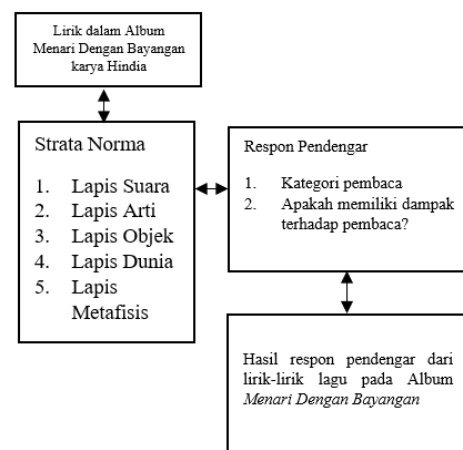 Lirik dalam Album
Menari Dengan Bayangan
karya Hindia
Strata Norma
1. Lapis Suara
2. Lapis Arti
3. Lapis Objek
4. Lapis Dunia
5. Lapis
Metafisis
Respon Pendengar
1. Kategori pembaca
2. Apakah memiliki dampak
terhadap pembaca?
Hasil respon pendengar dari
lirik-lirik lagu pada Album
Menari Dengan Bayangan